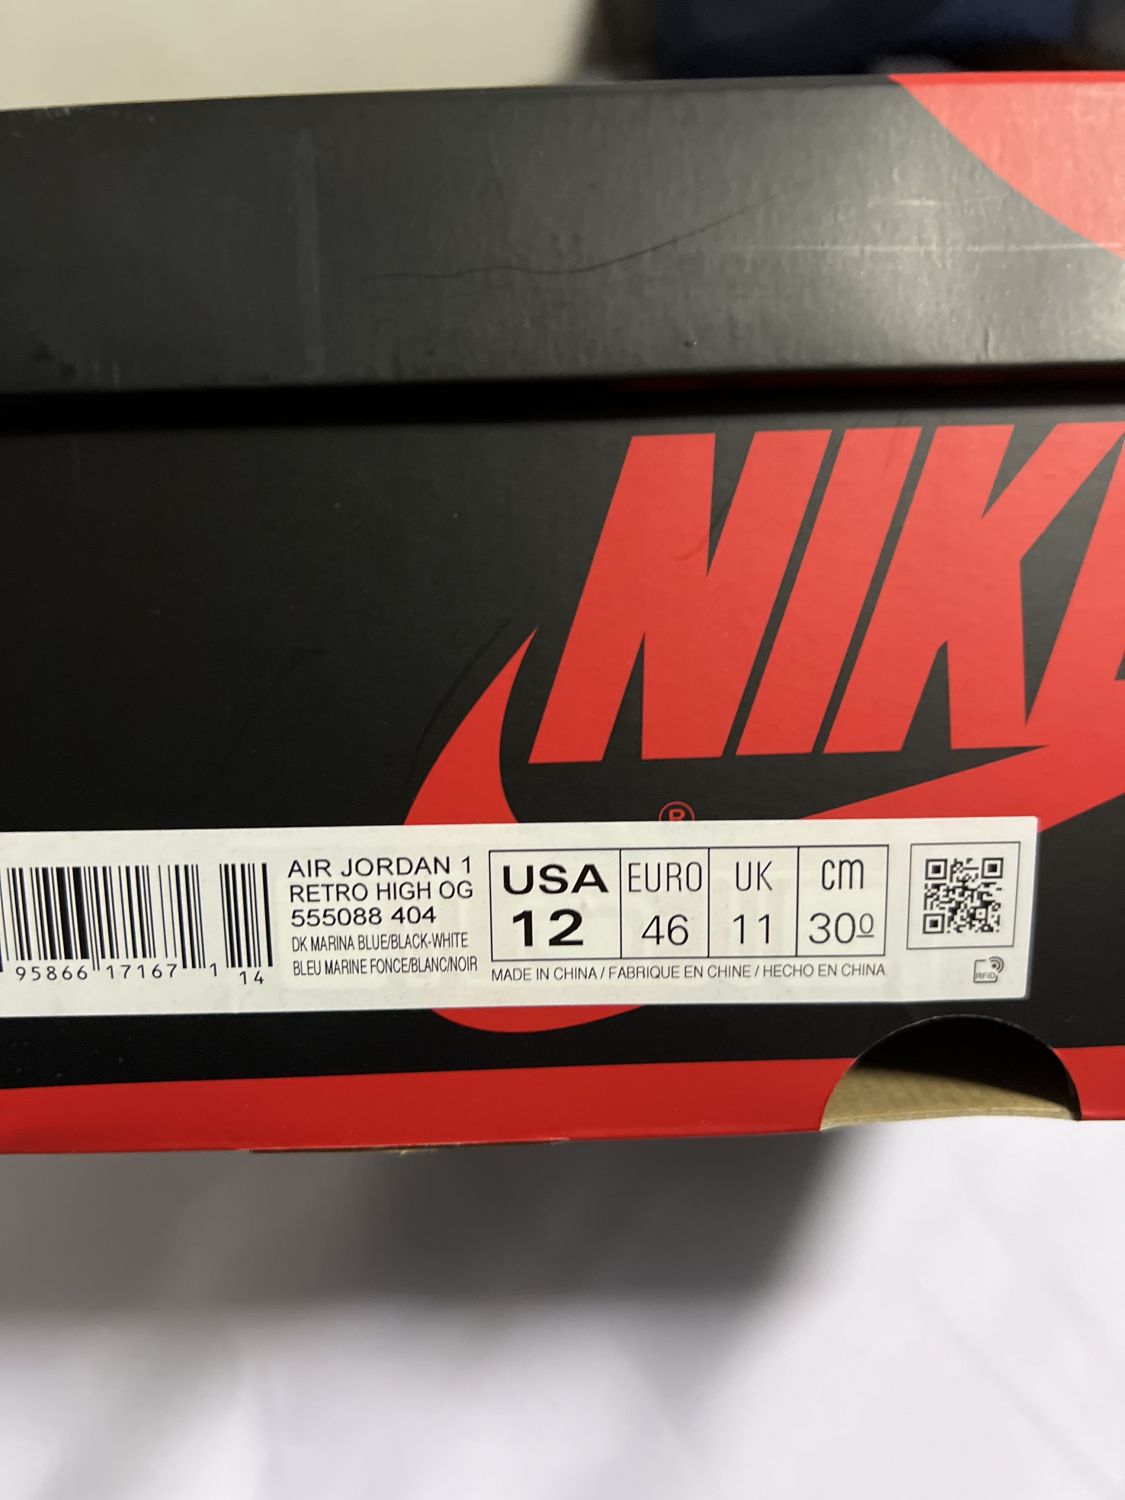 NIKE
®
AIR JORDAN 1
RETRO HIGH OG
555088 404
DK MARINA BLUE/BLACK-WHITE
BLEU MARINE FONCE/BLANC/NOIR
95866 17167 1 14
USA EURO UK cm
12 46 11 30º
MADE IN CHINA / FABRIQUE EN CHINE / HECHO EN CHINA
RFID